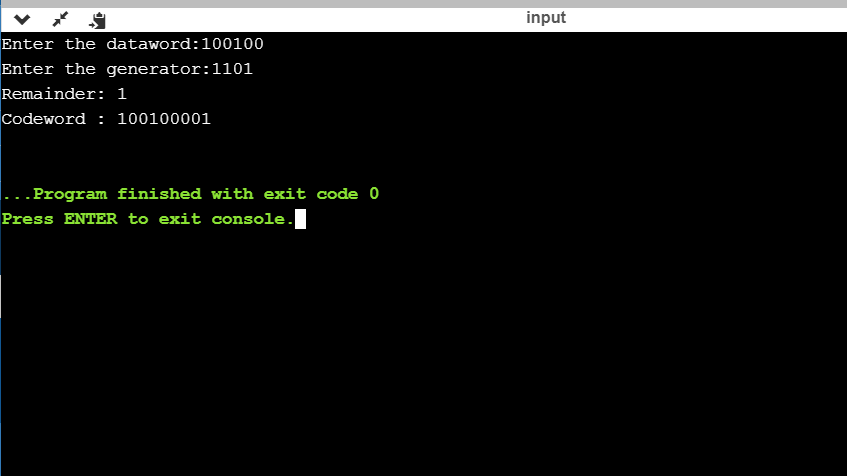 input
Enter the dataword:100100
Enter the generator:1101
Remainder: 1
Codeword : 100100001
...Program finished with exit code 0
Press ENTER to exit console.